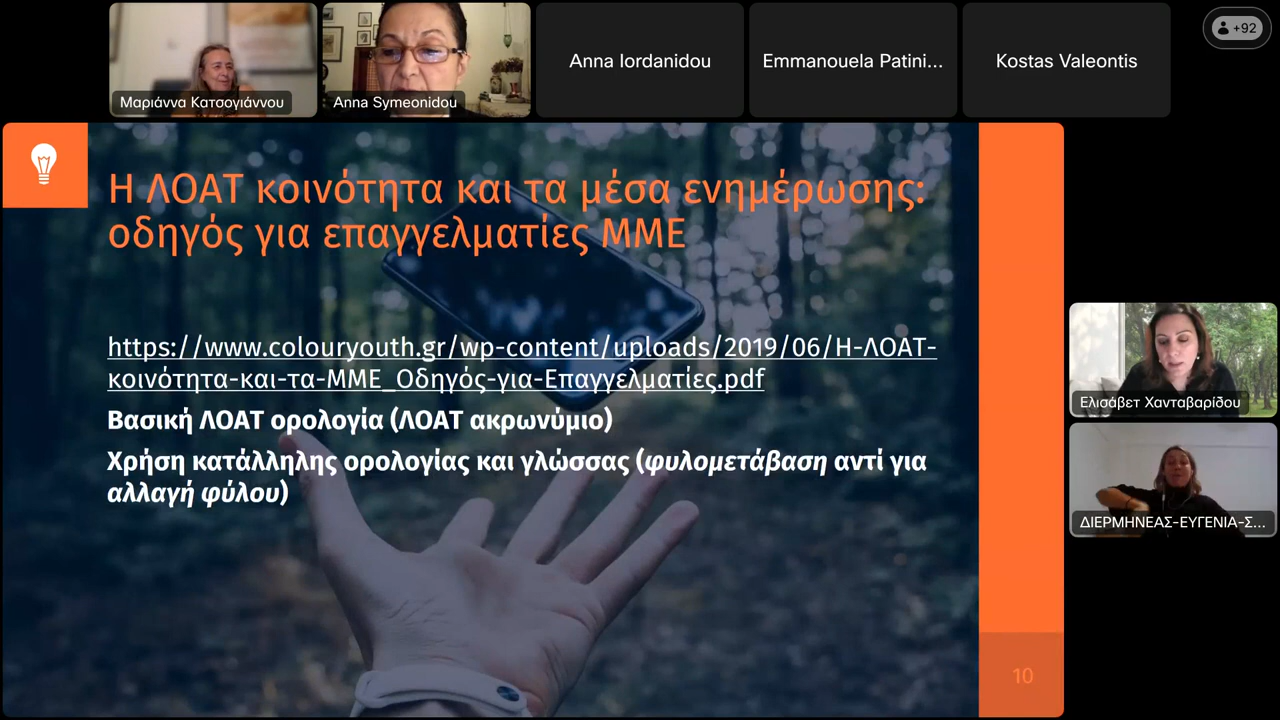 +92
Μαριάννα Κατσογιάννου
Anna Symeonidou
Anna Iordanidou
Emmanouela Patini...
Kostas Valeontis
Η ΛΟΑΤ κοινότητα και τα μέσα ενημέρωσης:
οδηγός για επαγγελματίες ΜΜΕ
https://www.colouryouth.gr/wp-content/uploads/2019/06/Η-ΛΟΑΤ-
κοινότητα-και-τα-ΜΜΕ_Οδηγός-για-Επαγγελματίες.pdf
Βασική ΛΟΑΤ ορολογία (ΛΟΑΤ ακρωνύμιο)
Χρήση κατάλληλης ορολογίας και γλώσσας (φυλομετάβαση αντί για
αλλαγή φύλου)
10
Ελισάβετ Χανταβαρίδου
ΔΙΕΡΜΗΝΕΑΣ-ΕΥΓΕΝΙΑ-Σ...